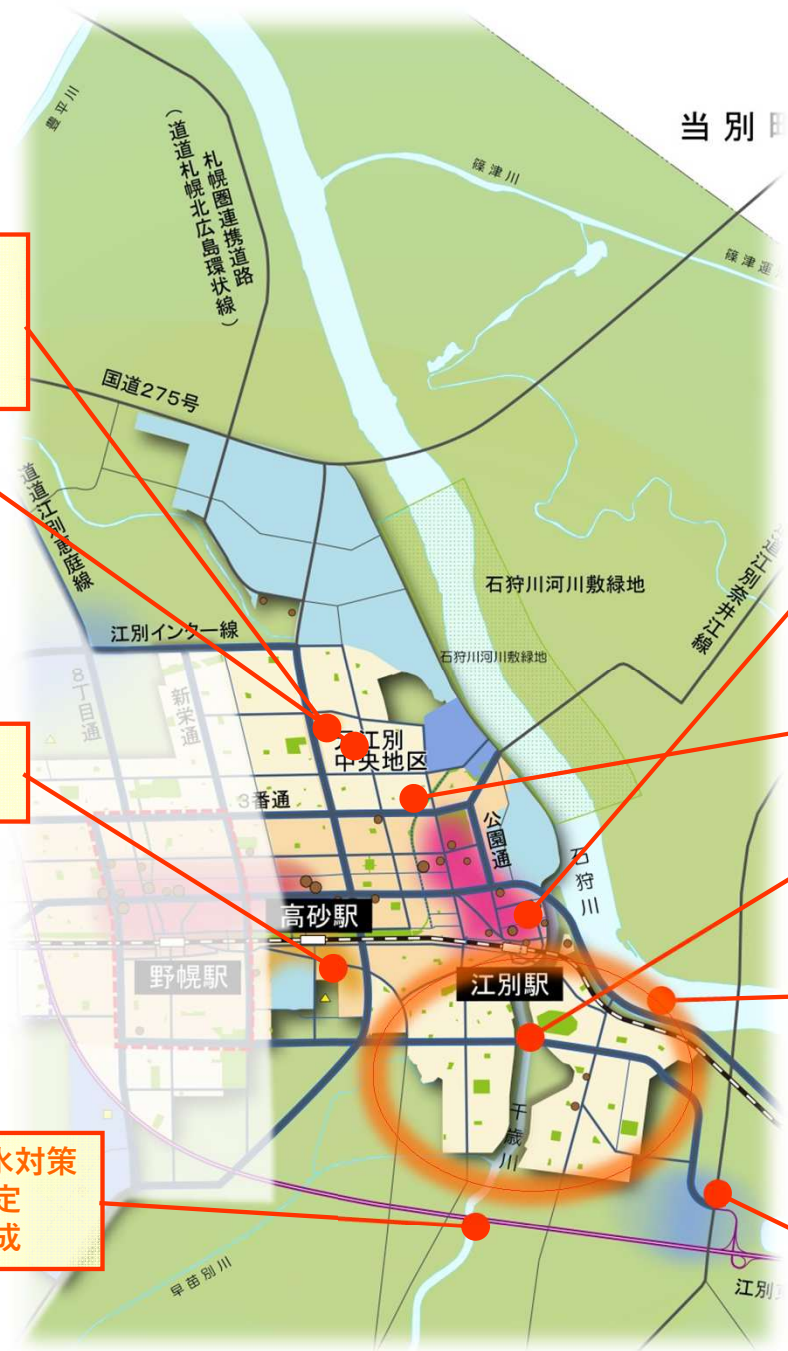 当別
豊平川
札幌圏連携道路
(道道札幌北広島環状線)
篠津川
篠津運
国道275号
道道江別恵庭線
石狩川河川敷緑地
道江別奈井江線
江別インター線
石狩川河川敷緑地
8丁目通
新栄通
江別
中央地区
3番通
公園通
石狩川
高砂駅
野幌駅
江別駅
千歳川
水対策
定
成
早苗別川
江別